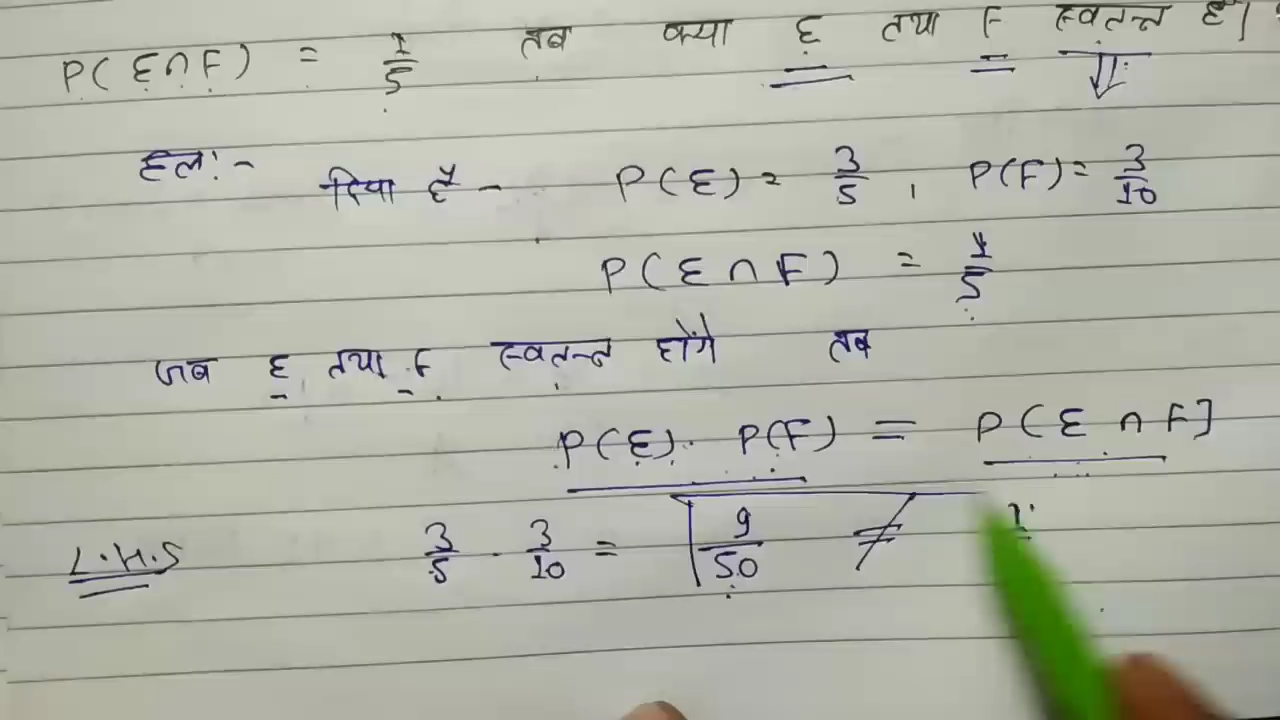 P(E∩F) = 1/5 तब क्या E तथा F स्वतन्त्र हैं।
हल:- दिया है - P(E) = 3/5 , P(F) = 3/10
P(E ∩ F) = 1/5
जब E तथा F स्वतन्त्र होंगे तब
P(E). P(F) = P(E ∩ F]
L.H.S 3/5 . 3/10 = 9/50 ≠ 1